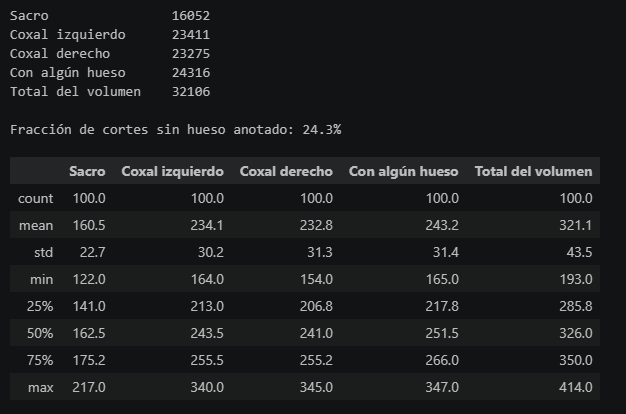 Sacro 16052
Coxal izquierdo 23411
Coxal derecho 23275
Con algún hueso 24316
Total del volumen 32106
Fracción de cortes sin hueso anotado: 24.3%
Sacro Coxal izquierdo Coxal derecho Con algún hueso Total del volumen
count 100.0 100.0 100.0 100.0 100.0
mean 160.5 234.1 232.8 243.2 321.1
std 22.7 30.2 31.3 31.4 43.5
min 122.0 164.0 154.0 165.0 193.0
25% 141.0 213.0 206.8 217.8 285.8
50% 162.5 243.5 241.0 251.5 326.0
75% 175.2 255.5 255.2 266.0 350.0
max 217.0 340.0 345.0 347.0 414.0